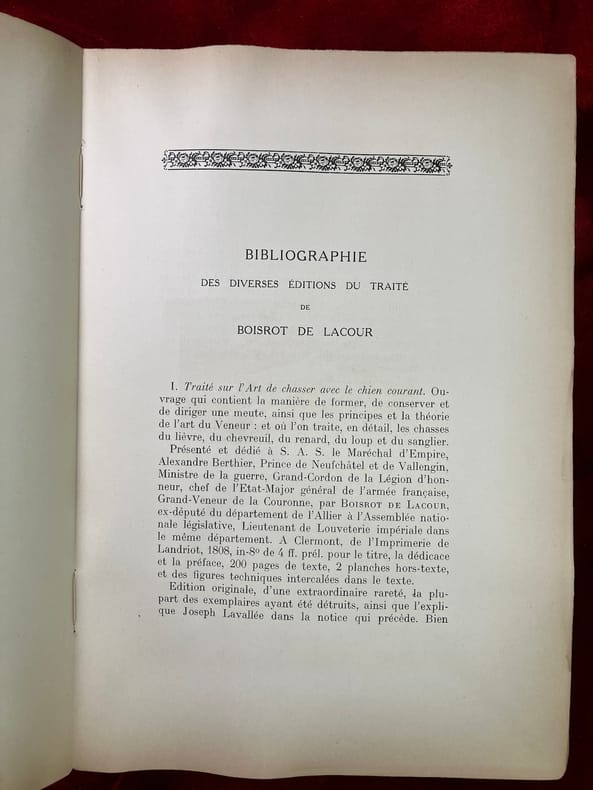 BIBLIOGRAPHIE
DES DIVERSES ÉDITIONS DU TRAITÉ
DE
BOISROT DE LACOUR
I. Traité sur l'Art de chasser avec le chien courant. Ou-
vrage qui contient la manière de former, de conserver et
de diriger une meute, ainsi que les principes et la théorie
de l'art du Veneur : et où l'on traite, en détail, les chasses
du lièvre, du chevreuil, du renard, du loup et du sanglier.
Présenté et dédié à S. A. S. le Maréchal d'Empire,
Alexandre Berthier, Prince de Neufchâtel et de Vallengin,
Ministre de la guerre, Grand-Cordon de la Légion d'hon-
neur, chef de l'Etat-Major général de l'armée française,
Grand-Veneur de la Couronne, par BOISROT DE LACOUR,
ex-député du département de l'Allier à l'Assemblée natio-
nale législative, Lieutenant de Louveterie impériale dans
le même département. A Clermont, de l'Imprimerie de
Landriot, 1808, in-8º de 4 ff. prél. pour le titre, la dédicace
et la préface, 200 pages de texte, 2 planches hors-texte,
et des figures techniques intercalées dans le texte.
Edition originale, d'une extraordinaire rareté, la plu-
part des exemplaires ayant été détruits, ainsi que l'expli-
que Joseph Lavallée dans la notice qui précède. Bien